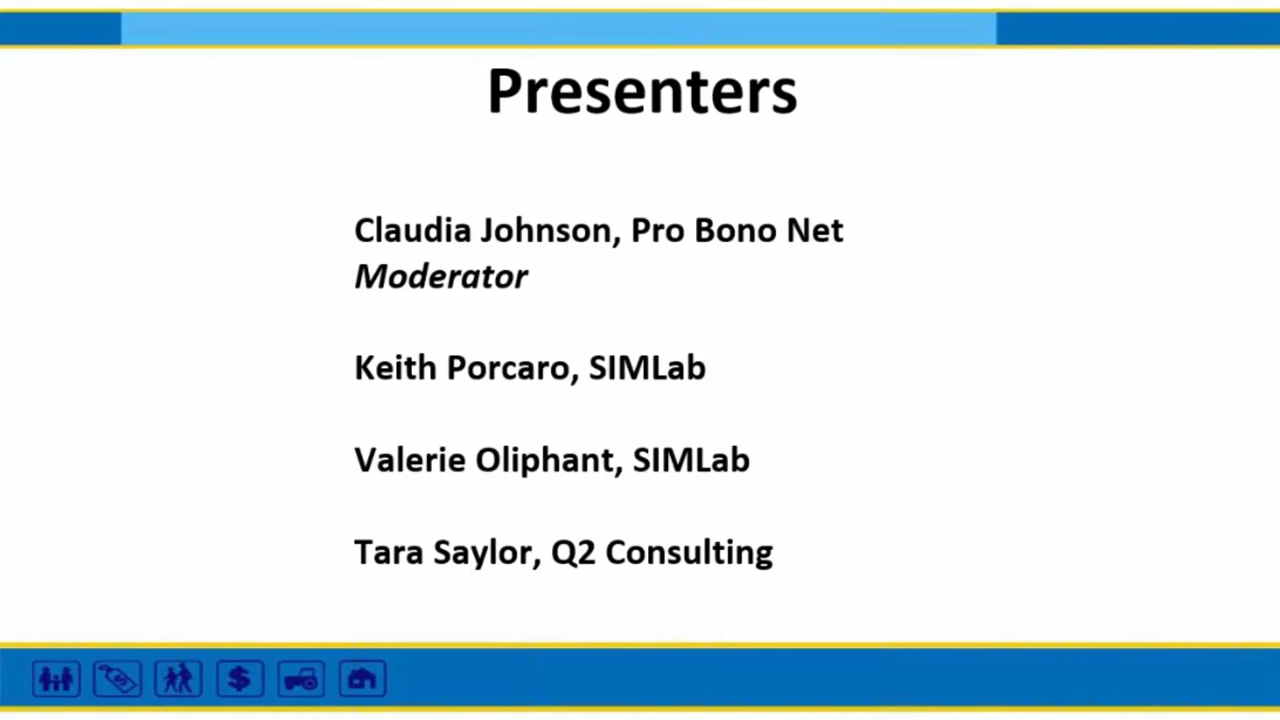 Presenters
Claudia Johnson, Pro Bono Net
Moderator
Keith Porcaro, SIMLab
Valerie Oliphant, SIMLab
Tara Saylor, Q2 Consulting